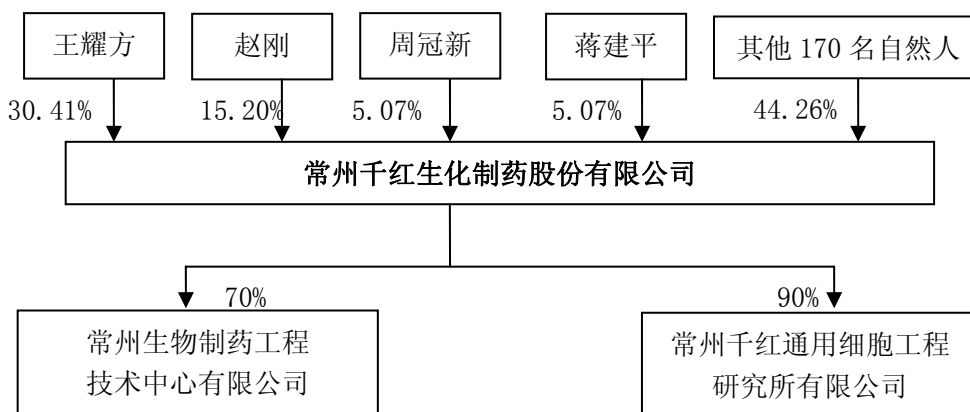 王耀方
赵刚
周冠新
蒋建平
其他 170 名自然人
30.41%
15.20%
5.07%
5.07%
44.26%
常州千红生化制药股份有限公司
70%
90%
常州生物制药工程
技术中心有限公司
常州千红通用细胞工程
研究所有限公司